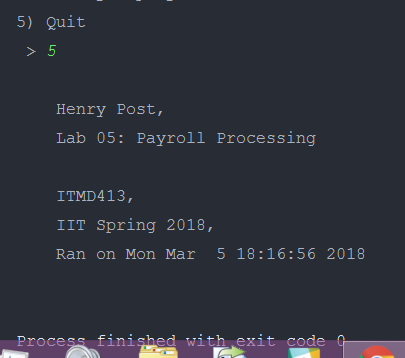 5) Quit
> 5
Henry Post,
Lab 05: Payroll Processing
ITMD413,
IIT Spring 2018,
Ran on Mon Mar  5 18:16:56 2018
Process finished with exit code 0